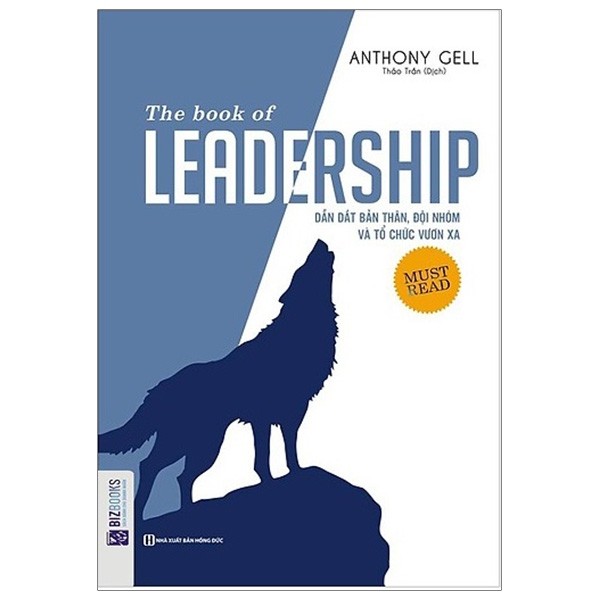 ANTHONY GELL
Thảo Trần (Dịch)
The book of
LEADERSHIP
DẪN DẮT BẢN THÂN, ĐỘI NHÓM
VÀ TỔ CHỨC VƯƠN XA
MUST
READ
BIZBOOKS
NHÀ XUẤT BẢN HỒNG ĐỨC